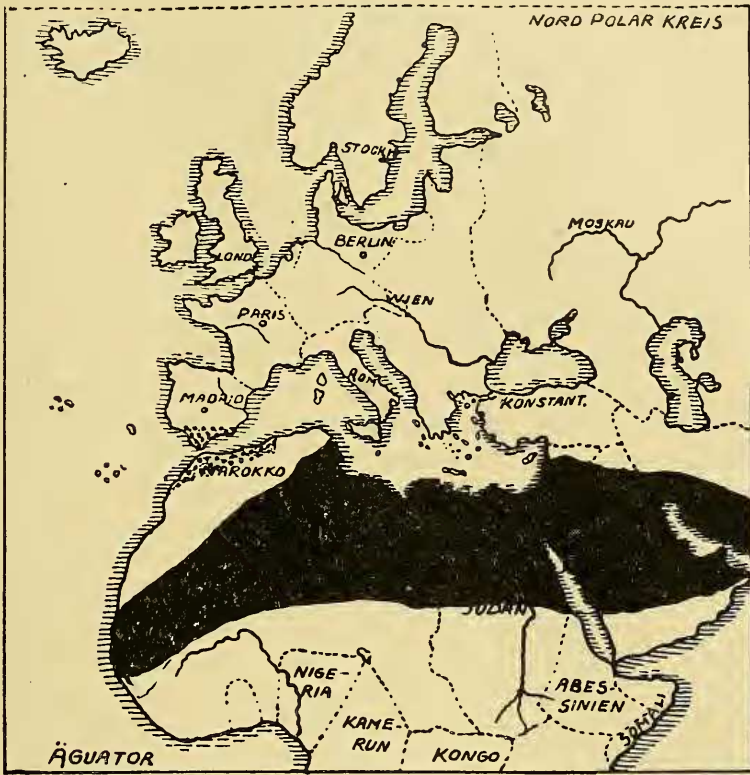 NORD POLAR KREIS
STOCKH
MOSKAU
BERLIN
LOND
WIEN
PARIS
ROM
MADRID
KONSTANT.
MAROKKO
SUDAN
NIGE-
RIA
ABES-
SINIEN
KAME-
RUN
SOMALI
KONGO
ÄGUATOR